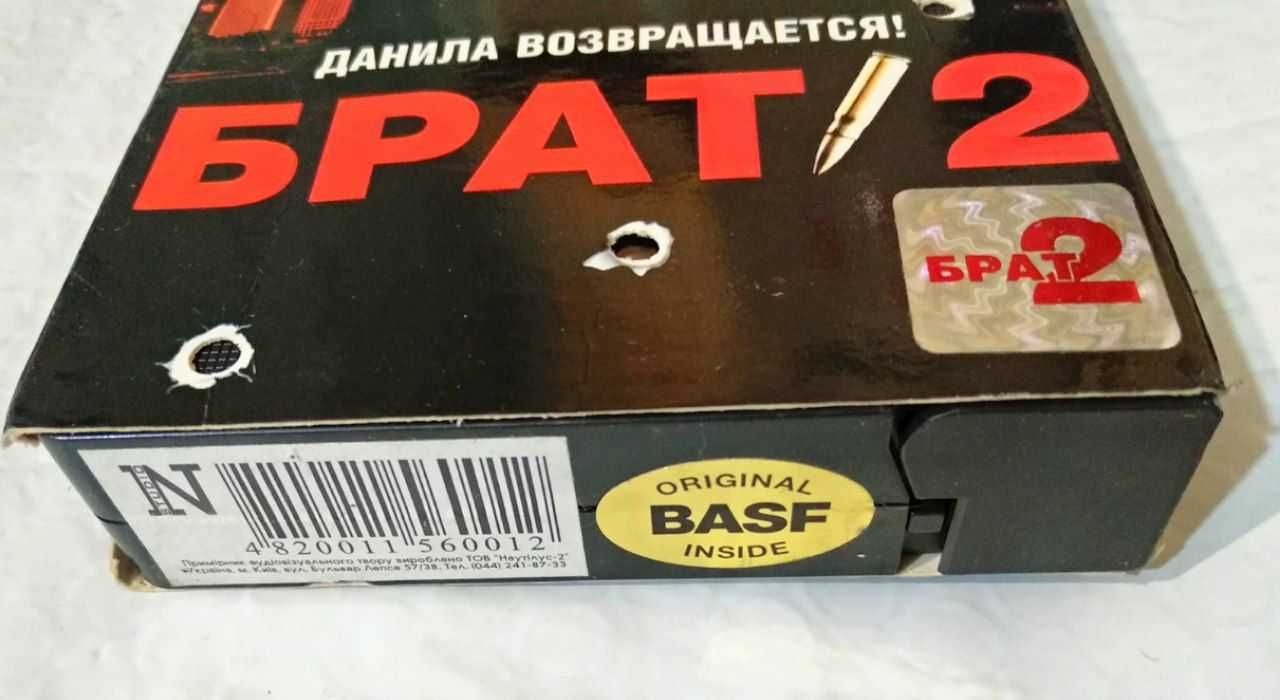 ДАНИЛА ВОЗВРАЩАЕТСЯ!
БРАТ 2
БРАТ 2
N
4 820011 560012
Примірник аудіовізуального твору вироблено ТОВ "Наутілус-2"
Україна, м. Київ, вул. Бульвар Лепсе 57/38. Тел. (044) 241-87-33
ORIGINAL
BASF
INSIDE